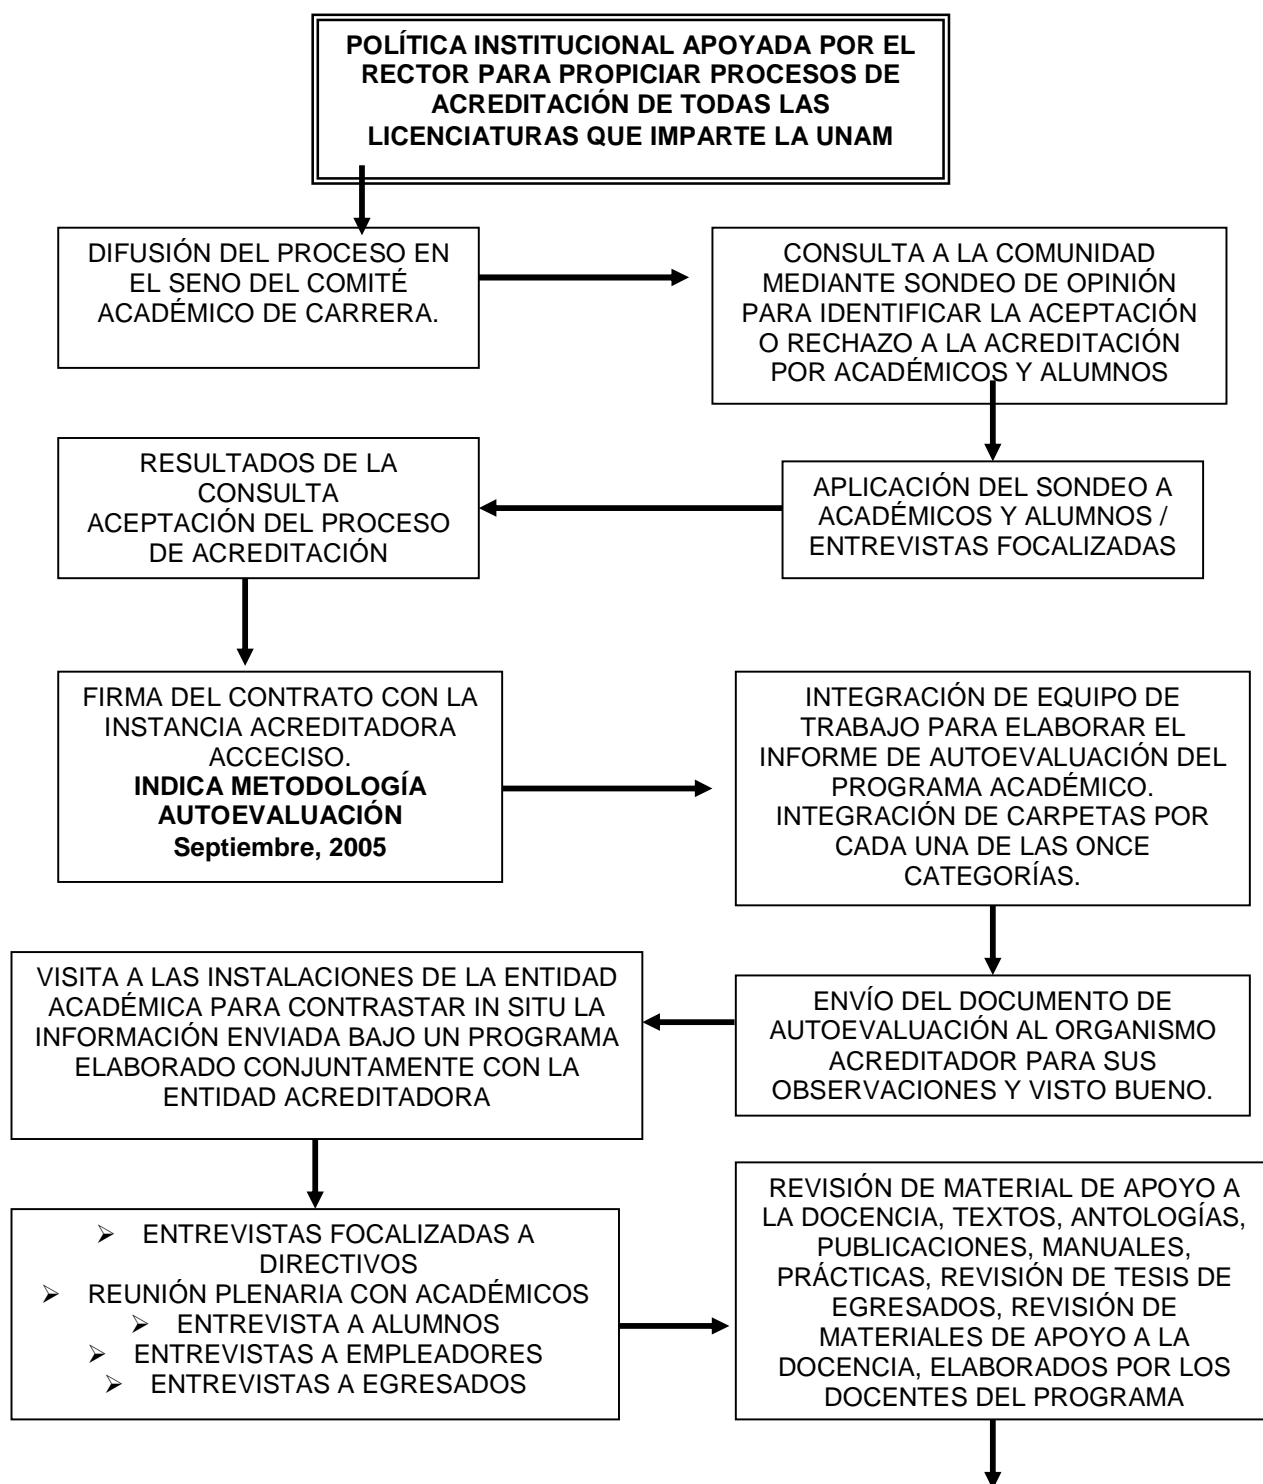 POLÍTICA INSTITUCIONAL APOYADA POR EL
RECTOR PARA PROPICIAR PROCESOS DE
ACREDITACIÓN DE TODAS LAS
LICENCIATURAS QUE IMPARTE LA UNAM
DIFUSIÓN DEL PROCESO EN
EL SENO DEL COMITÉ
ACADÉMICO DE CARRERA.
CONSULTA A LA COMUNIDAD
MEDIANTE SONDEO DE OPINIÓN
PARA IDENTIFICAR LA ACEPTACIÓN
O RECHAZO A LA ACREDITACIÓN
POR ACADÉMICOS Y ALUMNOS
APLICACIÓN DEL SONDEO A
ACADÉMICOS Y ALUMNOS /
ENTREVISTAS FOCALIZADAS
RESULTADOS DE LA
CONSULTA
ACEPTACIÓN DEL PROCESO
DE ACREDITACIÓN
FIRMA DEL CONTRATO CON LA
INSTANCIA ACREDITADORA
ACCECISO.
INDICA METODOLOGÍA
AUTOEVALUACIÓN
Septiembre, 2005
INTEGRACIÓN DE EQUIPO DE
TRABAJO PARA ELABORAR EL
INFORME DE AUTOEVALUACIÓN DEL
PROGRAMA ACADÉMICO.
INTEGRACIÓN DE CARPETAS POR
CADA UNA DE LAS ONCE
CATEGORÍAS.
ENVÍO DEL DOCUMENTO DE
AUTOEVALUACIÓN AL ORGANISMO
ACREDITADOR PARA SUS
OBSERVACIONES Y VISTO BUENO.
VISITA A LAS INSTALACIONES DE LA ENTIDAD
ACADÉMICA PARA CONTRASTAR IN SITU LA
INFORMACIÓN ENVIADA BAJO UN PROGRAMA
ELABORADO CONJUNTAMENTE CON LA
ENTIDAD ACREDITADORA
➢ ENTREVISTAS FOCALIZADAS A
DIRECTIVOS
➢ REUNIÓN PLENARIA CON ACADÉMICOS
➢ ENTREVISTA A ALUMNOS
➢ ENTREVISTAS A EMPLEADORES
➢ ENTREVISTAS A EGRESADOS
REVISIÓN DE MATERIAL DE APOYO A
LA DOCENCIA, TEXTOS, ANTOLOGÍAS,
PUBLICACIONES, MANUALES,
PRÁCTICAS, REVISIÓN DE TESIS DE
EGRESADOS, REVISIÓN DE
MATERIALES DE APOYO A LA
DOCENCIA, ELABORADOS POR LOS
DOCENTES DEL PROGRAMA